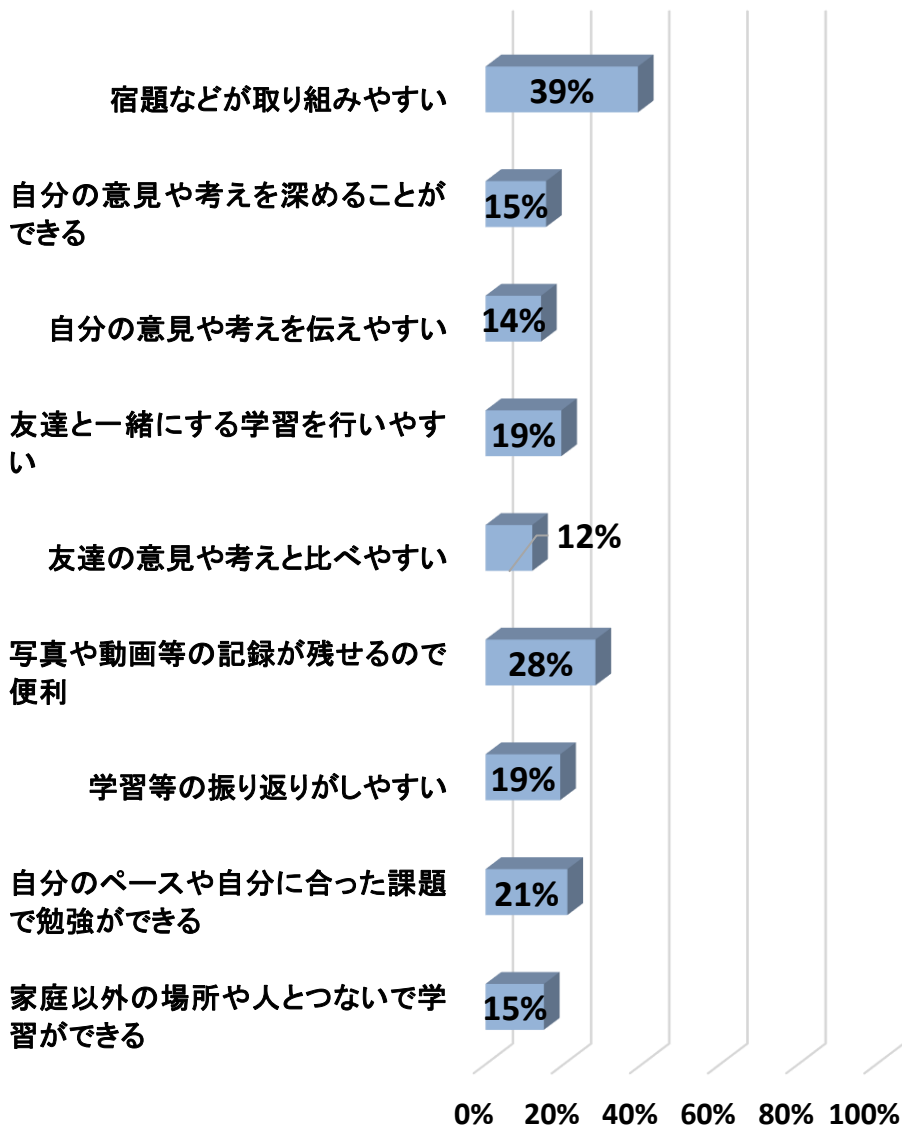 宿題などが取り組みやすい
39%
自分の意見や考えを深めることが
できる
15%
自分の意見や考えを伝えやすい
14%
友達と一緒にする学習を行いやす
い
19%
友達の意見や考えと比べやすい
12%
写真や動画等の記録が残せるので
便利
28%
学習等の振り返りがしやすい
19%
自分のペースや自分に合った課題
で勉強ができる
21%
家庭以外の場所や人とつないで学
習ができる
15%
0% 20% 40% 60% 80% 100%